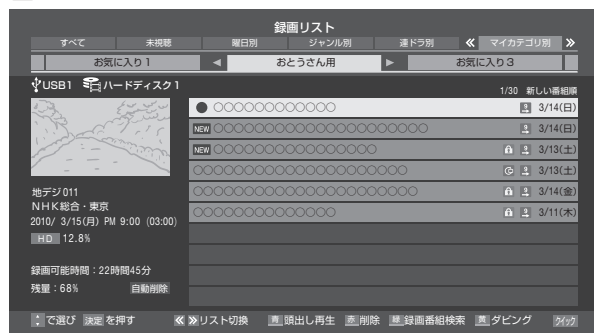 録画リスト
すべて 未視聴 曜日別 ジャンル別 連ドラ別 ≪ マイカテゴリ別 ≫
お気に入り1 ◀ おとうさん用 ▶ お気に入り3
USB1 ハードディスク1
1/30 新しい番組順
● ○○○○○○○○○○○○ 3/14(日)
NEW ○○○○○○○○○○○○○○○○○○○○○ 3/14(日)
NEW ○○○○○○○○○○○○○○○○ 3/13(土)
○○○○○○○○○○○○○○○○○○○○○ 3/13(土)
○○○○○○○○○○○○○○○○○○○○○○ 3/14(金)
○○○○○○○○○○○○○○ 3/11(木)
地デジ011
NHK総合・東京
2010/ 3/15(月) PM 9:00 (03:00)
HD 12.8%
録画可能時間：22時間45分
残量：68% 自動削除
で選び 決定 を押す ≪ ≫リスト切換 青 頭出し再生 赤 削除 緑 録画番組検索 黄 ダビング クイック